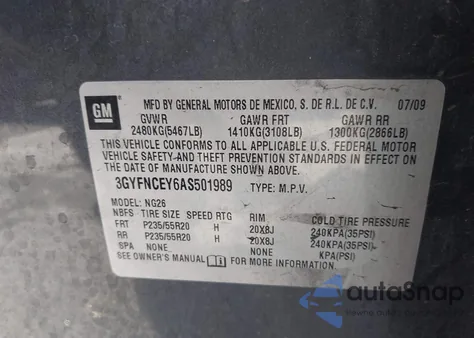 GM
MFD BY GENERAL MOTORS DE MEXICO, S. DE R.L. DE C.V. 07/09
GVWR GAWR FRT GAWR RR
2480KG(5467LB) 1410KG(3108LB) 1300KG(2866LB)
THIS VEHICLE CONFORMS TO ALL APPLICABLE U.S. FEDERAL MOTOR
VEHICLE SAFETY AND THEFT PREVENTION STANDARDS IN EFFECT ON THE
DATE OF MANUFACTURE SHOWN ABOVE.
3GYFNCEY6AS501989 TYPE: M.P.V.
MODEL: NG26
NBFS TIRE SIZE SPEED RTG RIM COLD TIRE PRESSURE
FRT P235/55R20 H 20X8J 240KPA(35PSI)
RR P235/55R20 H 20X8J 240KPA(35PSI)
SPA NONE NONE KPA(PSI)
SEE OWNER'S MANUAL FOR MORE INFORMATION.
autoSnap